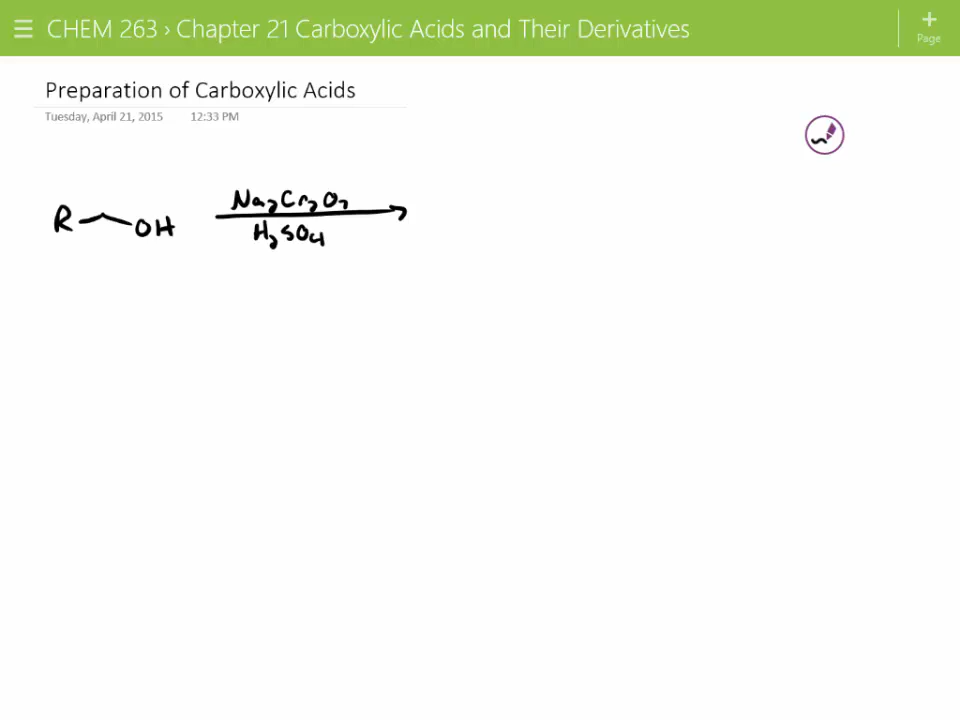 CHEM 263 › Chapter 21 Carboxylic Acids and Their Derivatives
+
Page
Preparation of Carboxylic Acids
Tuesday, April 21, 2015 12:33 PM
Na₂Cr₂O₇
R OH
H₂SO₄